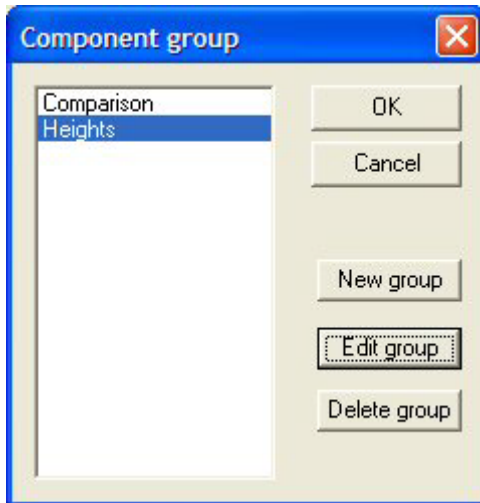 Component group
Comparison
Heights
OK
Cancel
New group
Edit group
Delete group